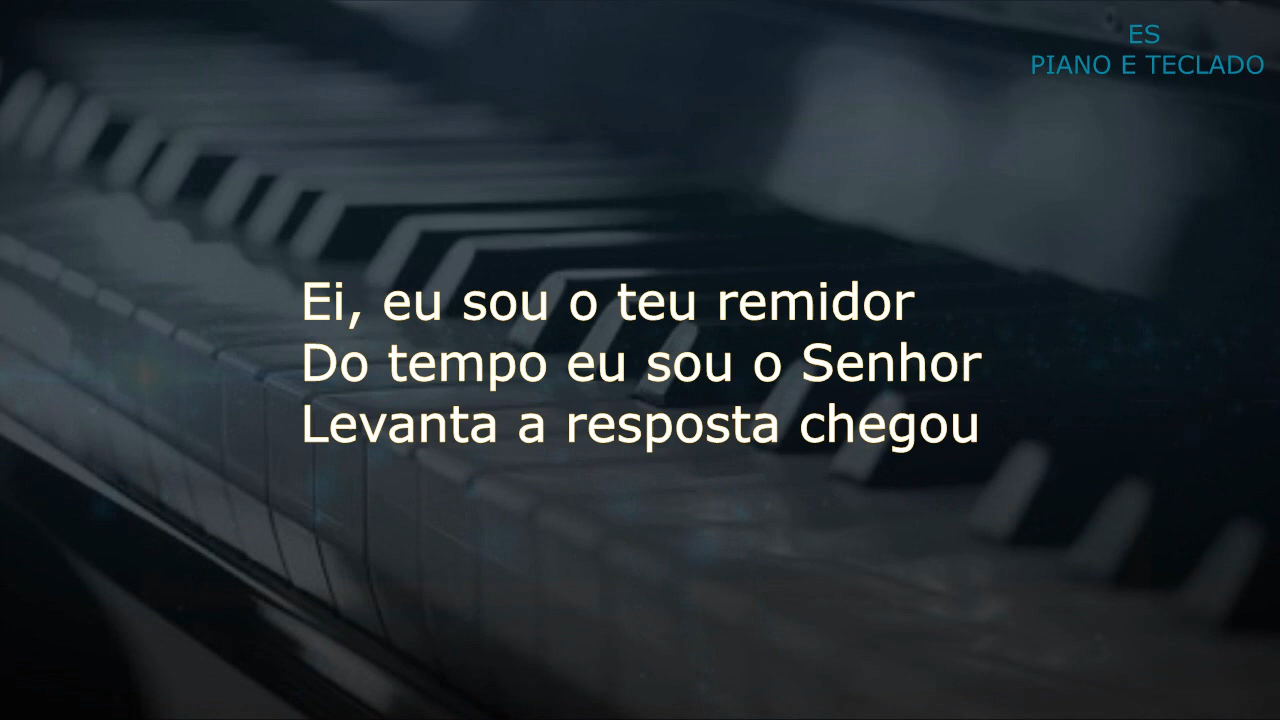 ES
PIANO E TECLADO
Ei, eu sou o teu remidor
Do tempo eu sou o Senhor
Levanta a resposta chegou